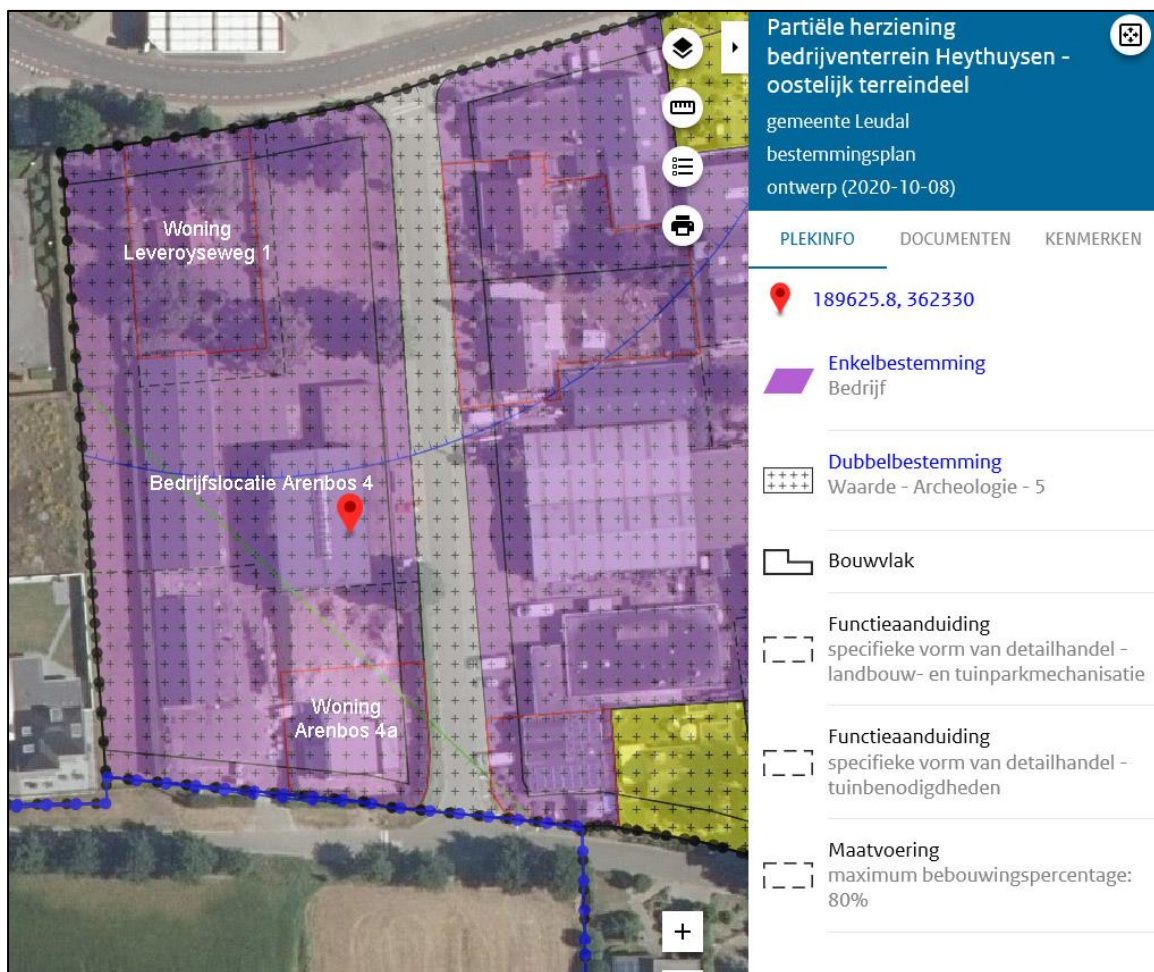 Woning
Leveroyseweg 1
Bedrijfslocatie Arenbos 4
Woning
Arenbos 4a
Partiële herziening
bedrijventerrein Heythuysen -
oostelijk terreindeel
gemeente Leudal
bestemmingsplan
ontwerp (2020-10-08)
PLEKINFO DOCUMENTEN KENMERKEN
189625.8, 362330
Enkelbestemming
Bedrijf
Dubbelbestemming
Waarde - Archeologie - 5
Bouwvlak
Functieaanduiding
specifieke vorm van detailhandel -
landbouw- en tuinparkmechanisatie
Functieaanduiding
specifieke vorm van detailhandel -
tuinbenodigdheden
Maatvoering
maximum bebouwingspercentage:
80%